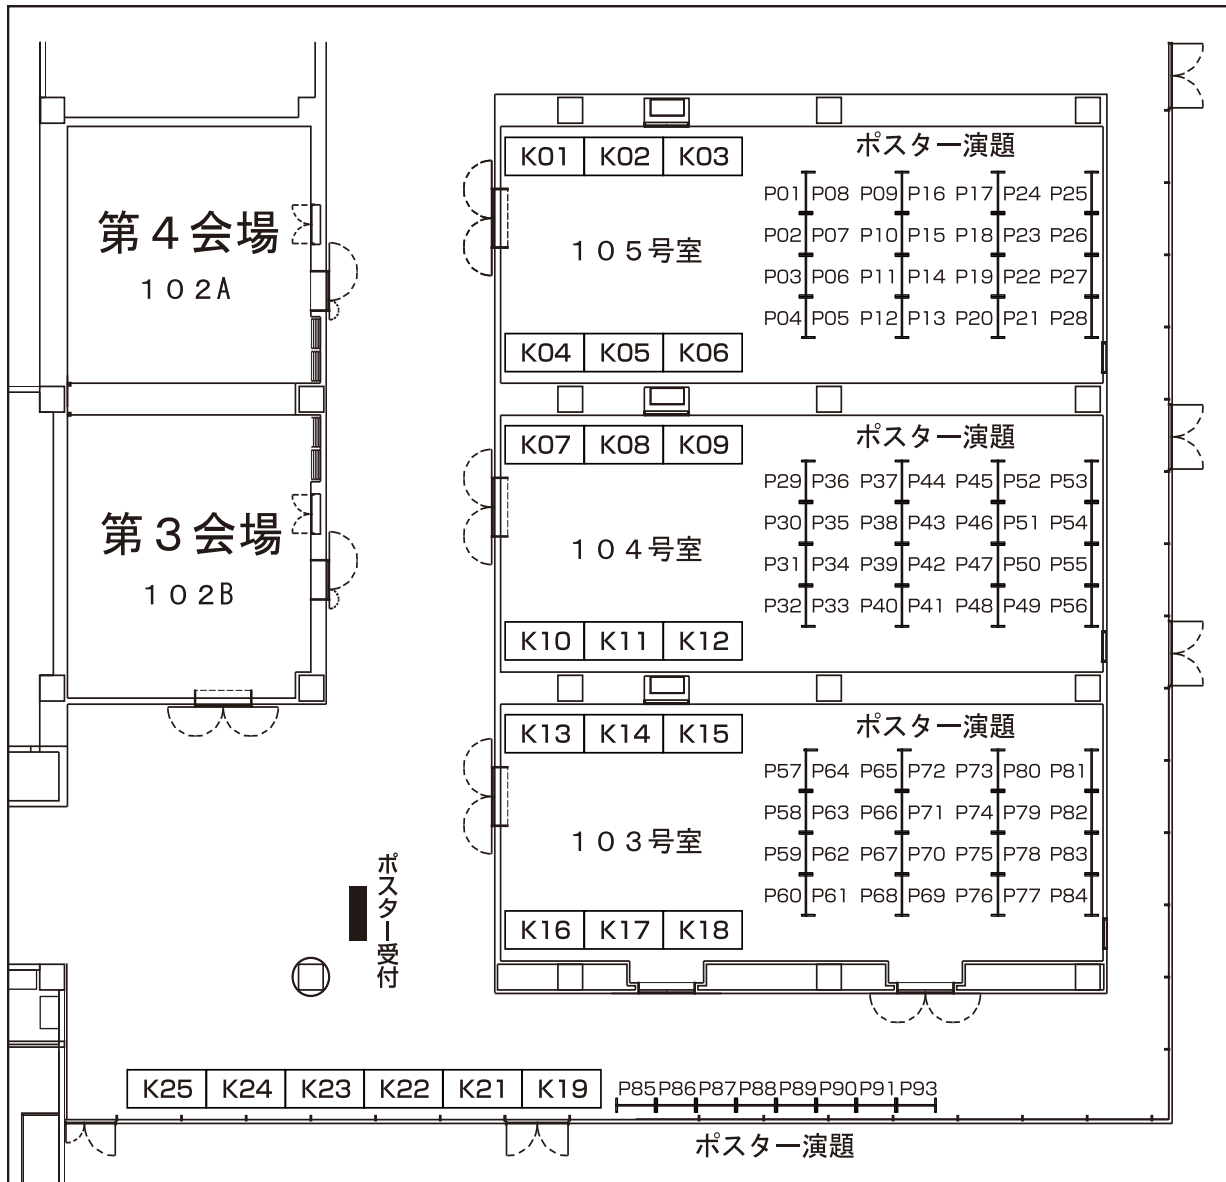 第４会場
１０２A
第３会場
１０２B
K01 K02 K03
ポスター演題
P01 P08 P09 P16 P17 P24 P25
P02 P07 P10 P15 P18 P23 P26
１０５号室
P03 P06 P11 P14 P19 P22 P27
P04 P05 P12 P13 P20 P21 P28
K04 K05 K06
K07 K08 K09
ポスター演題
P29 P36 P37 P44 P45 P52 P53
P30 P35 P38 P43 P46 P51 P54
１０４号室
P31 P34 P39 P42 P47 P50 P55
P32 P33 P40 P41 P48 P49 P56
K10 K11 K12
K13 K14 K15
ポスター演題
P57 P64 P65 P72 P73 P80 P81
P58 P63 P66 P71 P74 P79 P82
１０３号室
P59 P62 P67 P70 P75 P78 P83
P60 P61 P68 P69 P76 P77 P84
K16 K17 K18
ポスター受付
K25 K24 K23 K22 K21 K19
P85 P86 P87 P88 P89 P90 P91 P93
ポスター演題